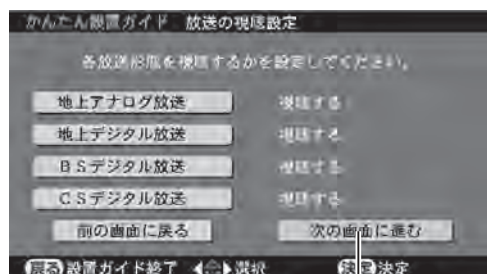 かんたん設置ガイド 放送の視聴設定
各放送形態を視聴するかを設定してください。
地上アナログ放送 視聴する
地上デジタル放送 視聴する
BSデジタル放送 視聴する
CSデジタル放送 視聴する
前の画面に戻る 次の画面に進む
戻る 設置ガイド終了 選択 決定 決定